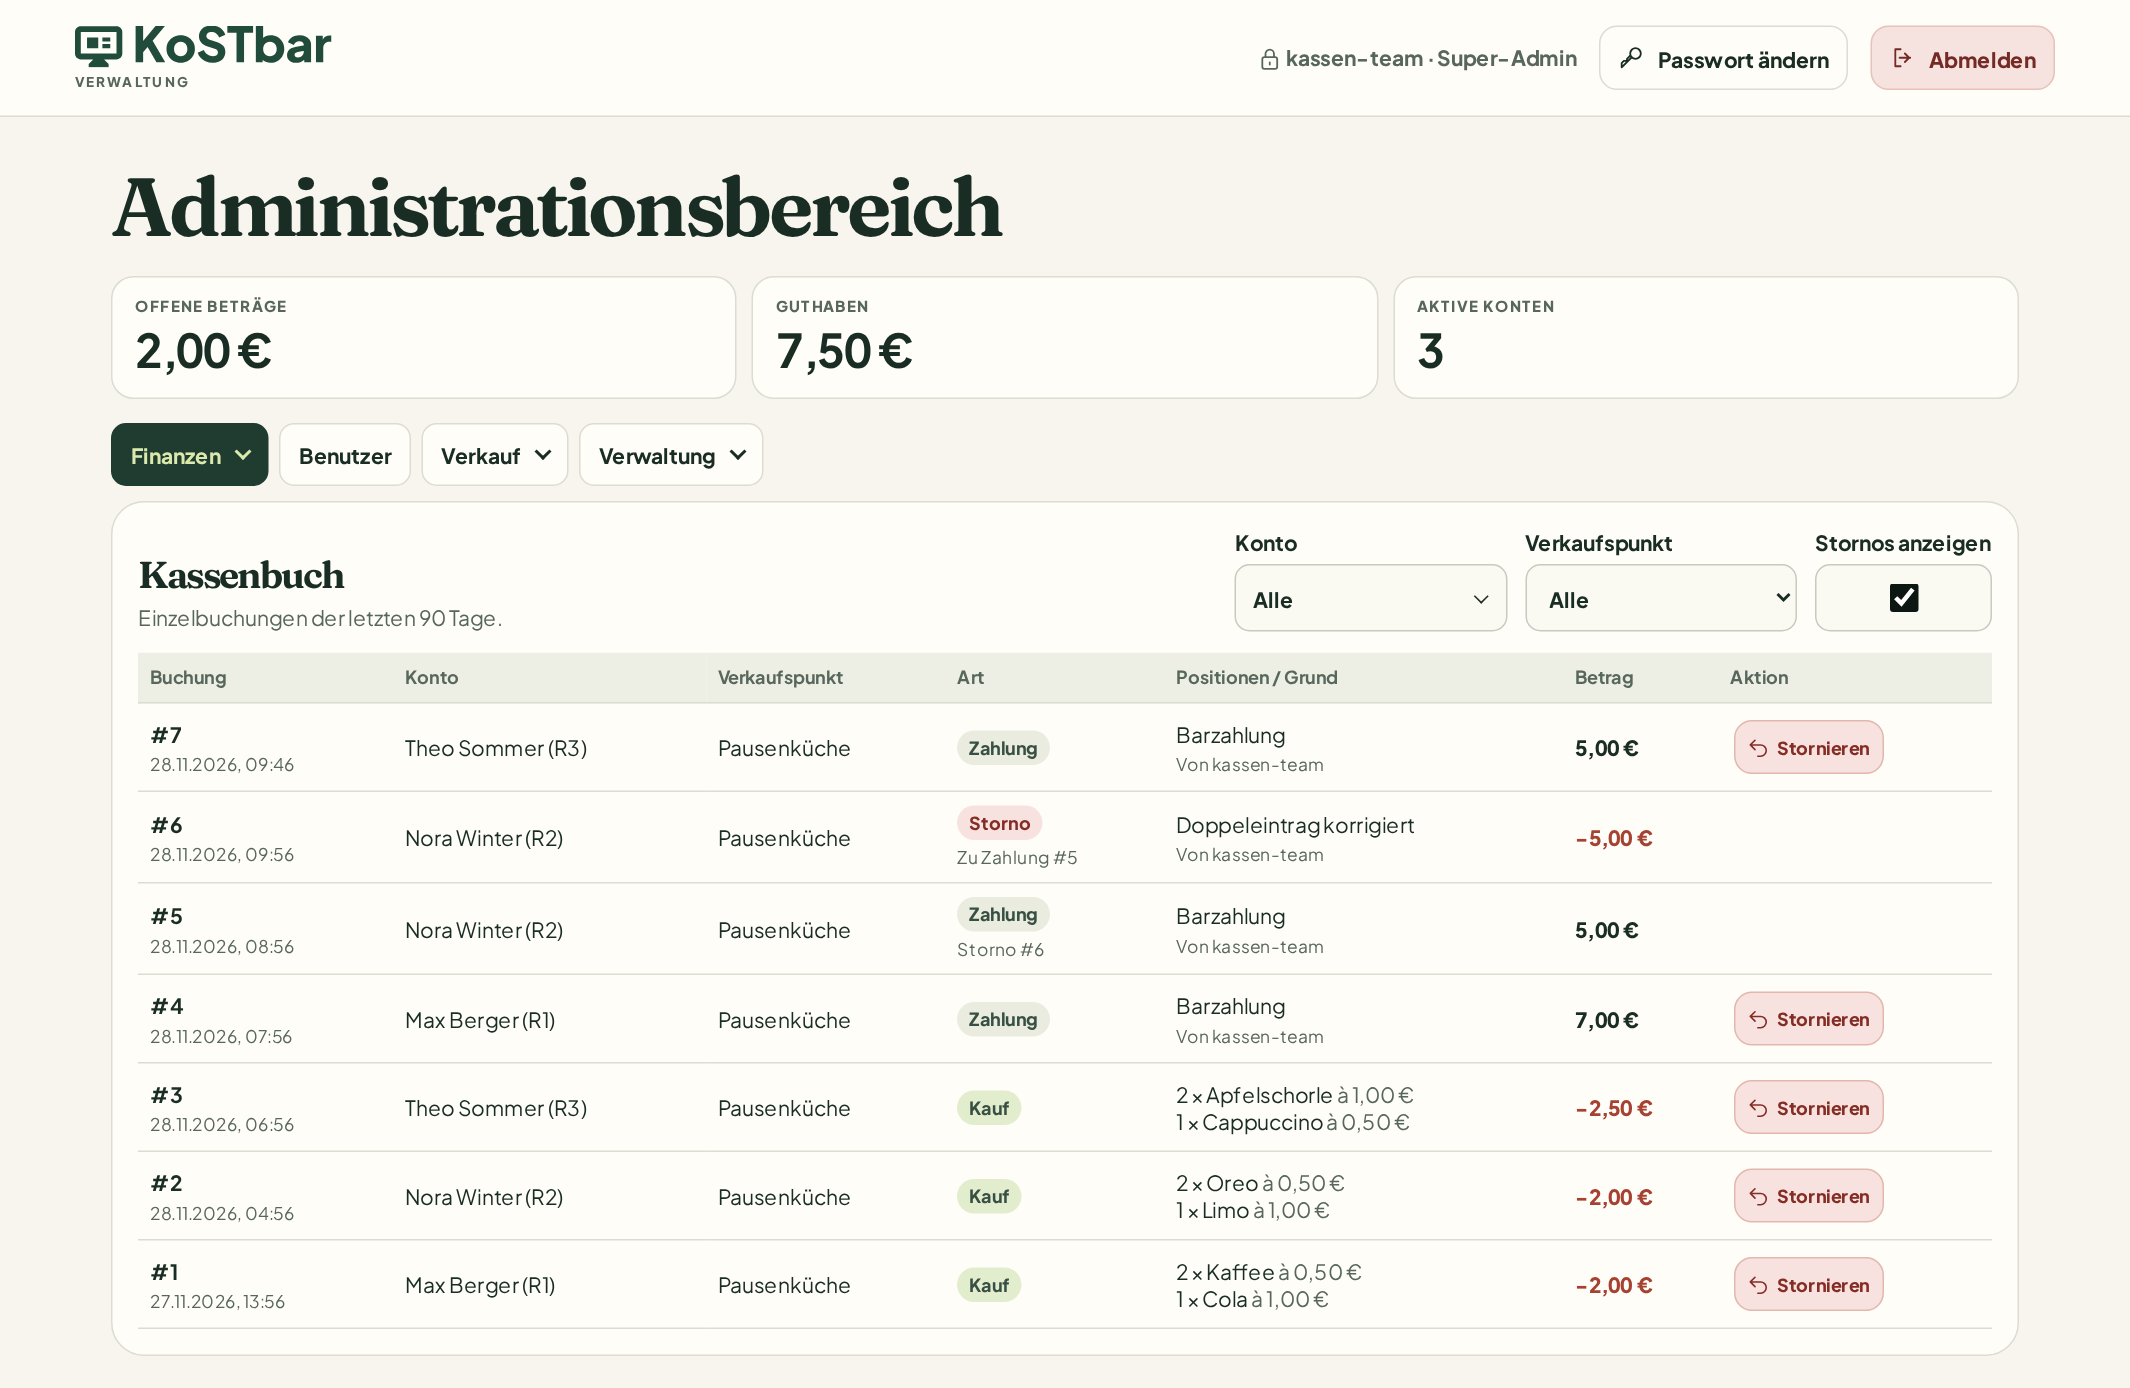 KoSTbar
VERWALTUNG
kassen-team · Super-Admin
Passwort ändern
Abmelden
Administrationsbereich
OFFENE BETRÄGE
2,00 €
GUTHABEN
7,50 €
AKTIVE KONTEN
3
Finanzen
Benutzer
Verkauf
Verwaltung
Kassenbuch
Einzelbuchungen der letzten 90 Tage.
Konto
Alle
Verkaufspunkt
Alle
Stornos anzeigen
Buchung Konto Verkaufspunkt Art Positionen / Grund Betrag Aktion
#7
28.11.2026, 09:46
Theo Sommer (R3)
Pausenküche
Zahlung
Barzahlung
Von kassen-team
5,00 €
Stornieren
#6
28.11.2026, 09:56
Nora Winter (R2)
Pausenküche
Storno
Zu Zahlung #5
Doppeleintrag korrigiert
Von kassen-team
-5,00 €
#5
28.11.2026, 08:56
Nora Winter (R2)
Pausenküche
Zahlung
Storno #6
Barzahlung
Von kassen-team
5,00 €
#4
28.11.2026, 07:56
Max Berger (R1)
Pausenküche
Zahlung
Barzahlung
Von kassen-team
7,00 €
Stornieren
#3
28.11.2026, 06:56
Theo Sommer (R3)
Pausenküche
Kauf
2 × Apfelschorle à 1,00 €
1 × Cappuccino à 0,50 €
-2,50 €
Stornieren
#2
28.11.2026, 04:56
Nora Winter (R2)
Pausenküche
Kauf
2 × Oreo à 0,50 €
1 × Limo à 1,00 €
-2,00 €
Stornieren
#1
27.11.2026, 13:56
Max Berger (R1)
Pausenküche
Kauf
2 × Kaffee à 0,50 €
1 × Cola à 1,00 €
-2,00 €
Stornieren